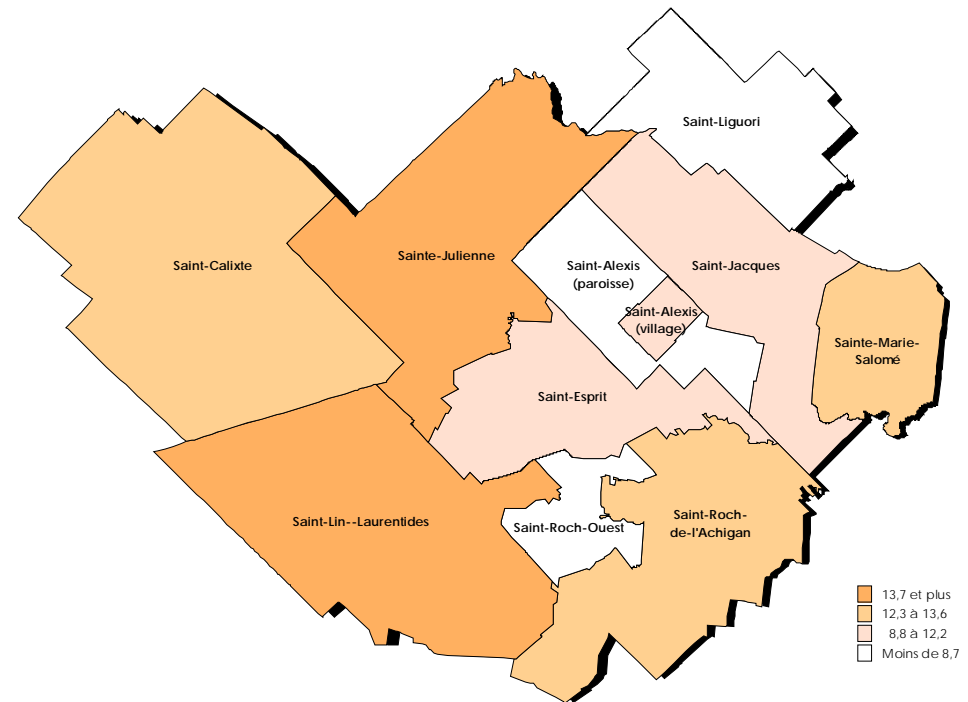 Saint-Liguori
Saint-Calixte
Sainte-Julienne
Saint-Alexis
(paroisse)
Saint-Jacques
Saint-Alexis
(village)
Sainte-Marie-
Salomé
Saint-Esprit
Saint-Lin--Laurentides
Saint-Roch-Ouest
Saint-Roch-
de-l'Achigan
13,7 et plus
12,3 à 13,6
8,8 à 12,2
Moins de 8,7